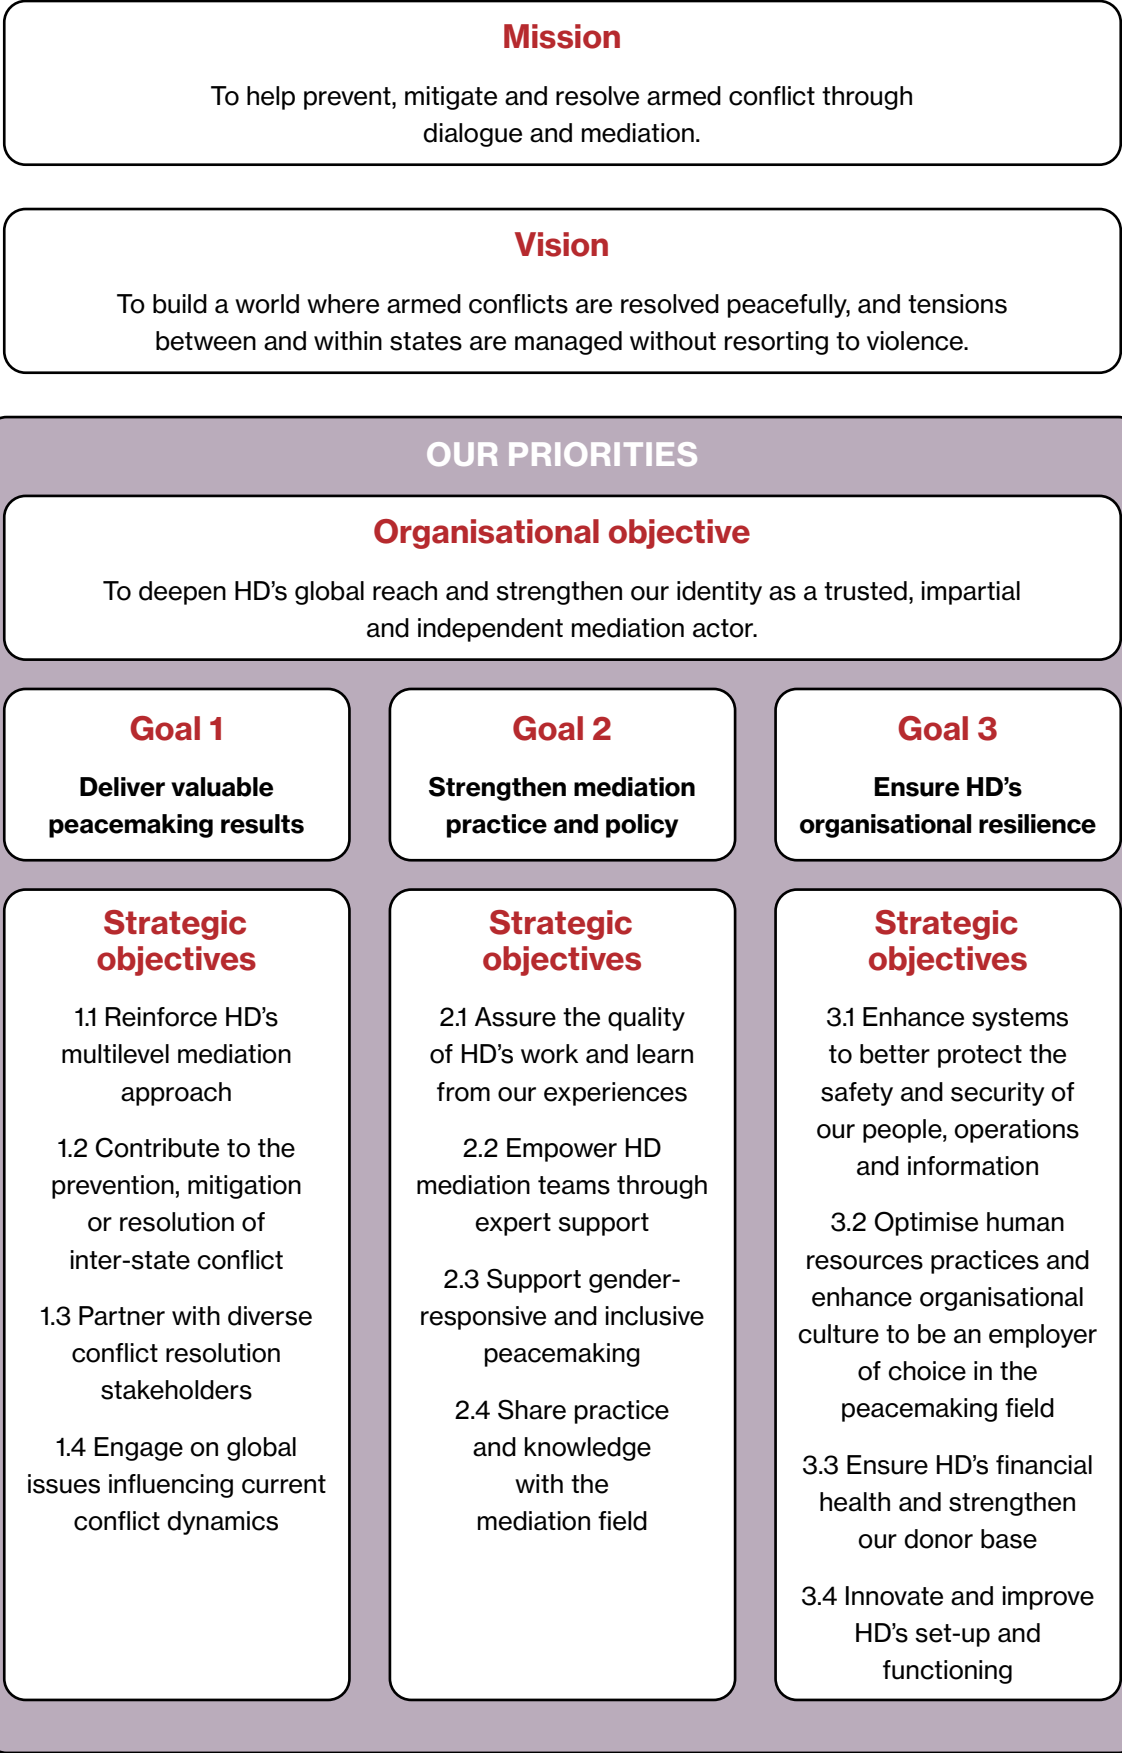 Mission
To help prevent, mitigate and resolve armed conflict through
dialogue and mediation.
Vision
To build a world where armed conflicts are resolved peacefully, and tensions
between and within states are managed without resorting to violence.
OUR PRIORITIES
Organisational objective
To deepen HD’s global reach and strengthen our identity as a trusted, impartial
and independent mediation actor.
Goal 1
Deliver valuable
peacemaking results
Goal 2
Strengthen mediation
practice and policy
Goal 3
Ensure HD’s
organisational resilience
Strategic
objectives
1.1 Reinforce HD’s
multilevel mediation
approach
1.2 Contribute to the
prevention, mitigation
or resolution of
inter-state conflict
1.3 Partner with diverse
conflict resolution
stakeholders
1.4 Engage on global
issues influencing current
conflict dynamics
Strategic
objectives
2.1 Assure the quality
of HD’s work and learn
from our experiences
2.2 Empower HD
mediation teams through
expert support
2.3 Support gender-
responsive and inclusive
peacemaking
2.4 Share practice
and knowledge
with the
mediation field
Strategic
objectives
3.1 Enhance systems
to better protect the
safety and security of
our people, operations
and information
3.2 Optimise human
resources practices and
enhance organisational
culture to be an employer
of choice in the
peacemaking field
3.3 Ensure HD’s financial
health and strengthen
our donor base
3.4 Innovate and improve
HD’s set-up and
functioning